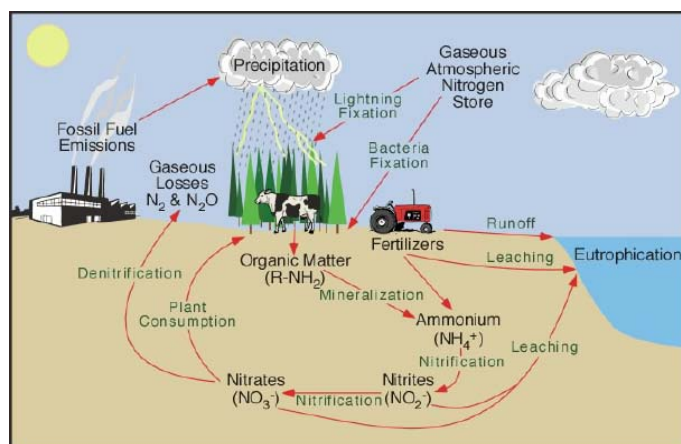 Precipitation
Gaseous
Atmospheric
Nitrogen
Store
Lightning
Fixation
Fossil Fuel
Emissions
Bacteria
Fixation
Gaseous
Losses
N₂ & N₂O
Fertilizers
Runoff
Eutrophication
Leaching
Organic Matter
(R-NH₂)
Denitrification
Mineralization
Plant
Consumption
Ammonium
(NH₄⁺)
Leaching
Nitrification
Nitrates
(NO₃⁻)
Nitrification
Nitrites
(NO₂⁻)